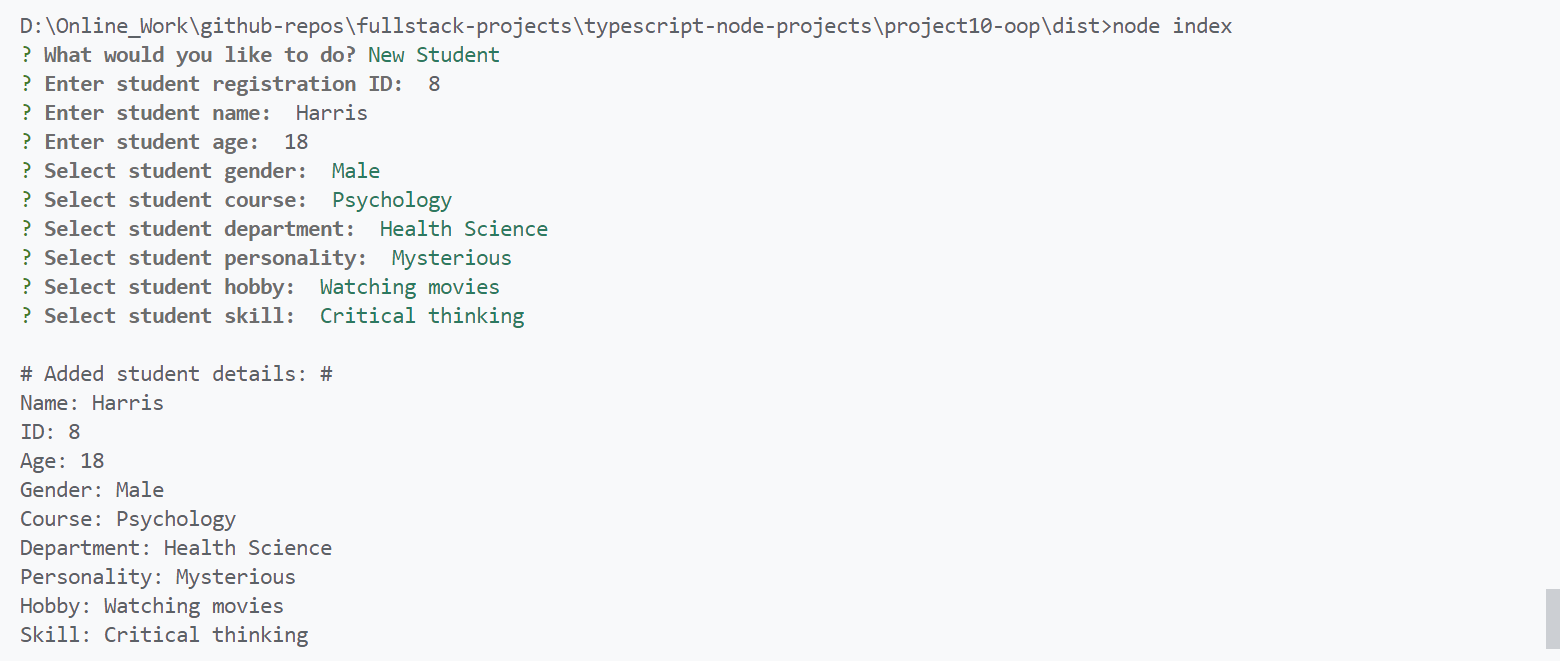 D:\Online_Work\github-repos\fullstack-projects\typescript-node-projects\project10-oop\dist>node index
? What would you like to do? New Student
? Enter student registration ID:  8
? Enter student name:  Harris
? Enter student age:  18
? Select student gender:  Male
? Select student course:  Psychology
? Select student department:  Health Science
? Select student personality:  Mysterious
? Select student hobby:  Watching movies
? Select student skill:  Critical thinking

# Added student details: #
Name: Harris
ID: 8
Age: 18
Gender: Male
Course: Psychology
Department: Health Science
Personality: Mysterious
Hobby: Watching movies
Skill: Critical thinking